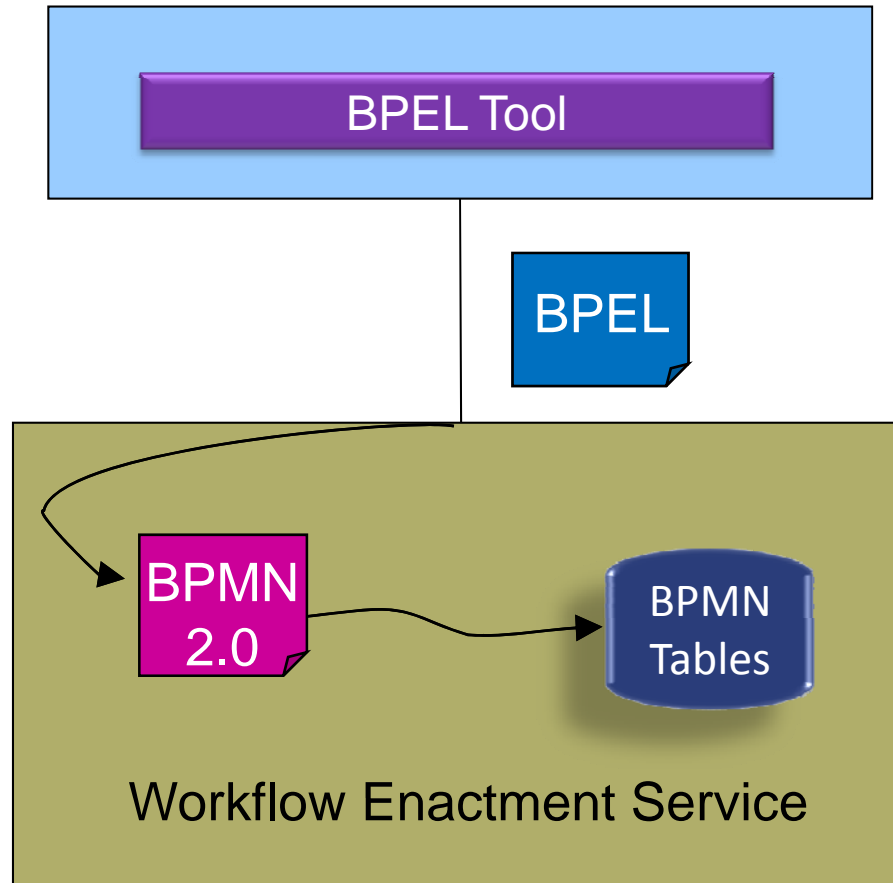 BPEL Tool
BPEL
BPMN
2.0
BPMN
Tables
Workflow Enactment Service